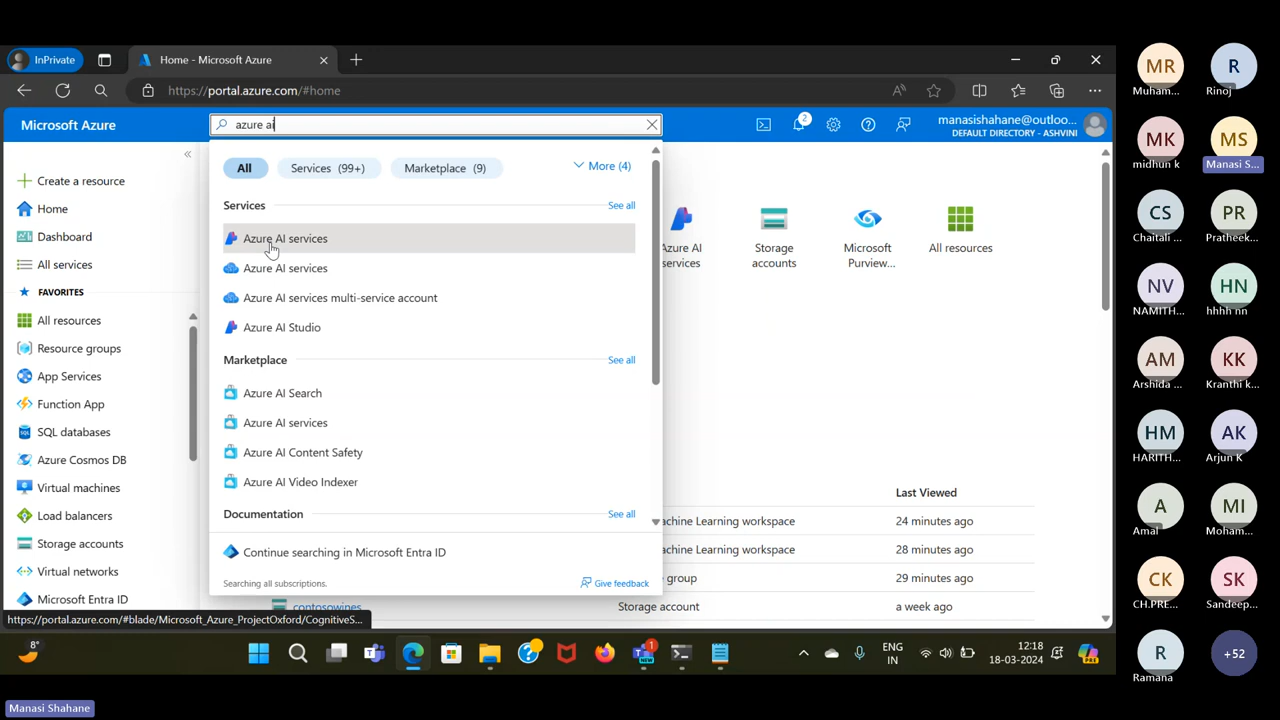 InPrivate
Home - Microsoft Azure
https://portal.azure.com/#home
Microsoft Azure
azure ai
2
manasishahane@outloo...
DEFAULT DIRECTORY - ASHVINI
Create a resource
Home
Dashboard
All services
FAVORITES
All resources
Resource groups
App Services
Function App
SQL databases
Azure Cosmos DB
Virtual machines
Load balancers
Storage accounts
Virtual networks
Microsoft Entra ID
All
Services (99+)
Marketplace (9)
More (4)
Services
See all
Azure AI services
Azure AI services
Azure AI services multi-service account
Azure AI Studio
Marketplace
See all
Azure AI Search
Azure AI services
Azure AI Content Safety
Azure AI Video Indexer
Documentation
See all
Continue searching in Microsoft Entra ID
Searching all subscriptions.
Give feedback
Azure AI
services
Storage
accounts
Microsoft
Purview...
All resources
Last Viewed
achine Learning workspace
24 minutes ago
achine Learning workspace
28 minutes ago
group
29 minutes ago
contosowines
Storage account
a week ago
https://portal.azure.com/#blade/Microsoft_Azure_ProjectOxford/CognitiveS...
8°
1
NEW
ENG
IN
12:18
18-03-2024
PRE
MR
Muham...
R
Rinoj
MK
midhun k
MS
Manasi S...
CS
Chaitali ...
PR
Pratheek...
NV
NAMITH...
HN
hhhh nn
AM
Arshida ...
KK
Kranthi k...
HM
HARITH...
AK
Arjun K
A
Amal
MI
Moham...
CK
CH.PRE...
SK
Sandeep...
R
Ramana
+52
Manasi Shahane